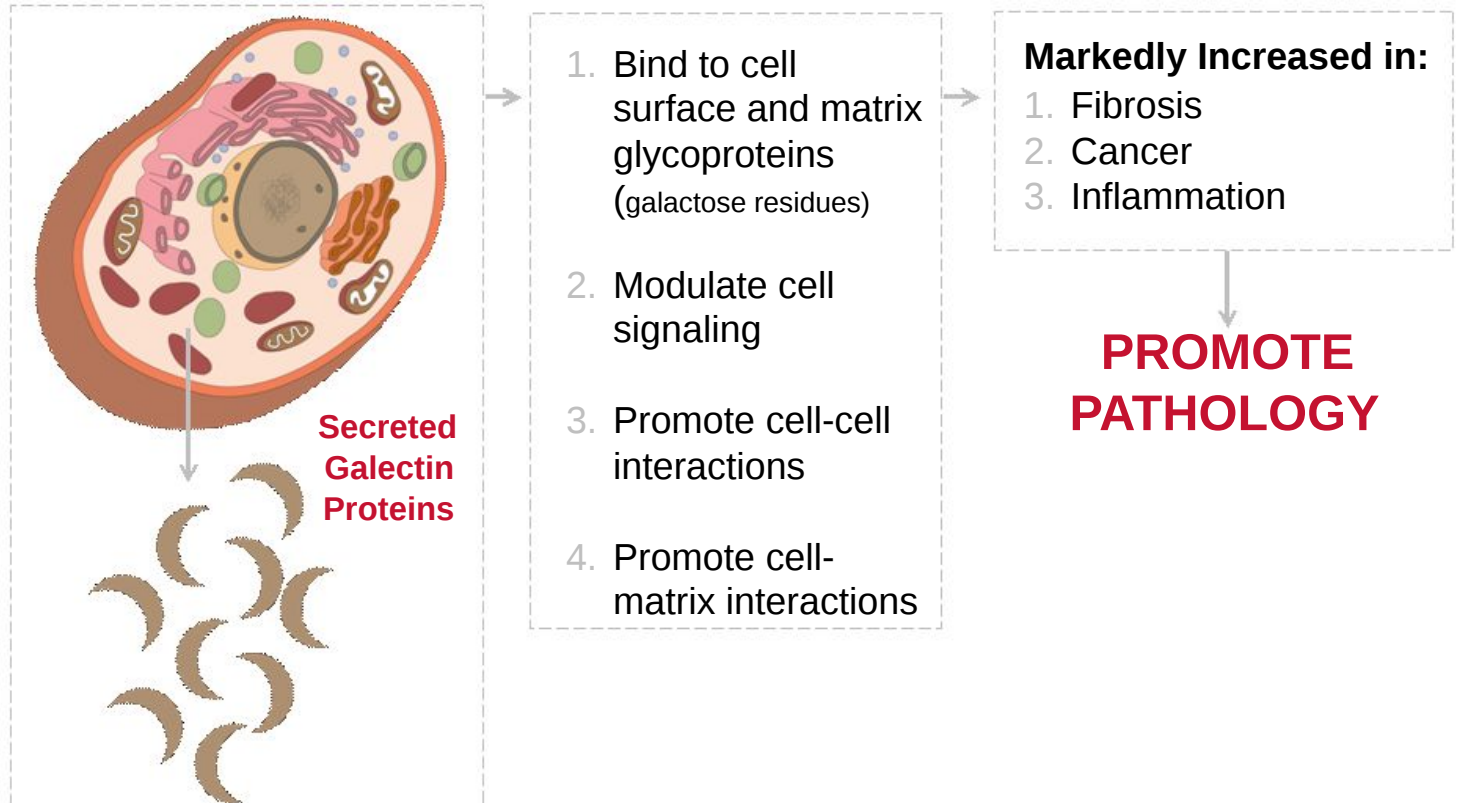 Secreted
Galectin
Proteins
1. Bind to cell
surface and matrix
glycoproteins
(galactose residues)
2. Modulate cell
signaling
3. Promote cell-cell
interactions
4. Promote cell-
matrix interactions
Markedly Increased in:
1. Fibrosis
2. Cancer
3. Inflammation
PROMOTE
PATHOLOGY